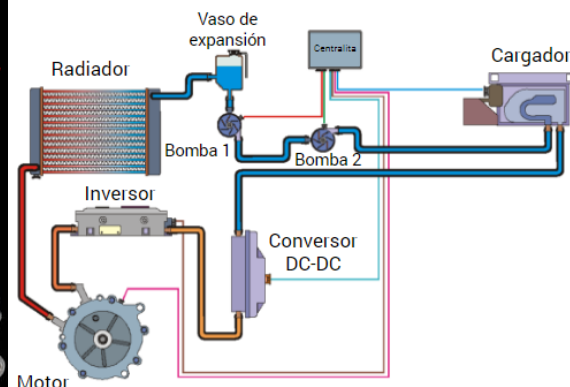 Vaso de
expansión
Centralita
Cargador
Radiador
Bomba 1
Bomba 2
Inversor
Conversor
DC-DC
Motor